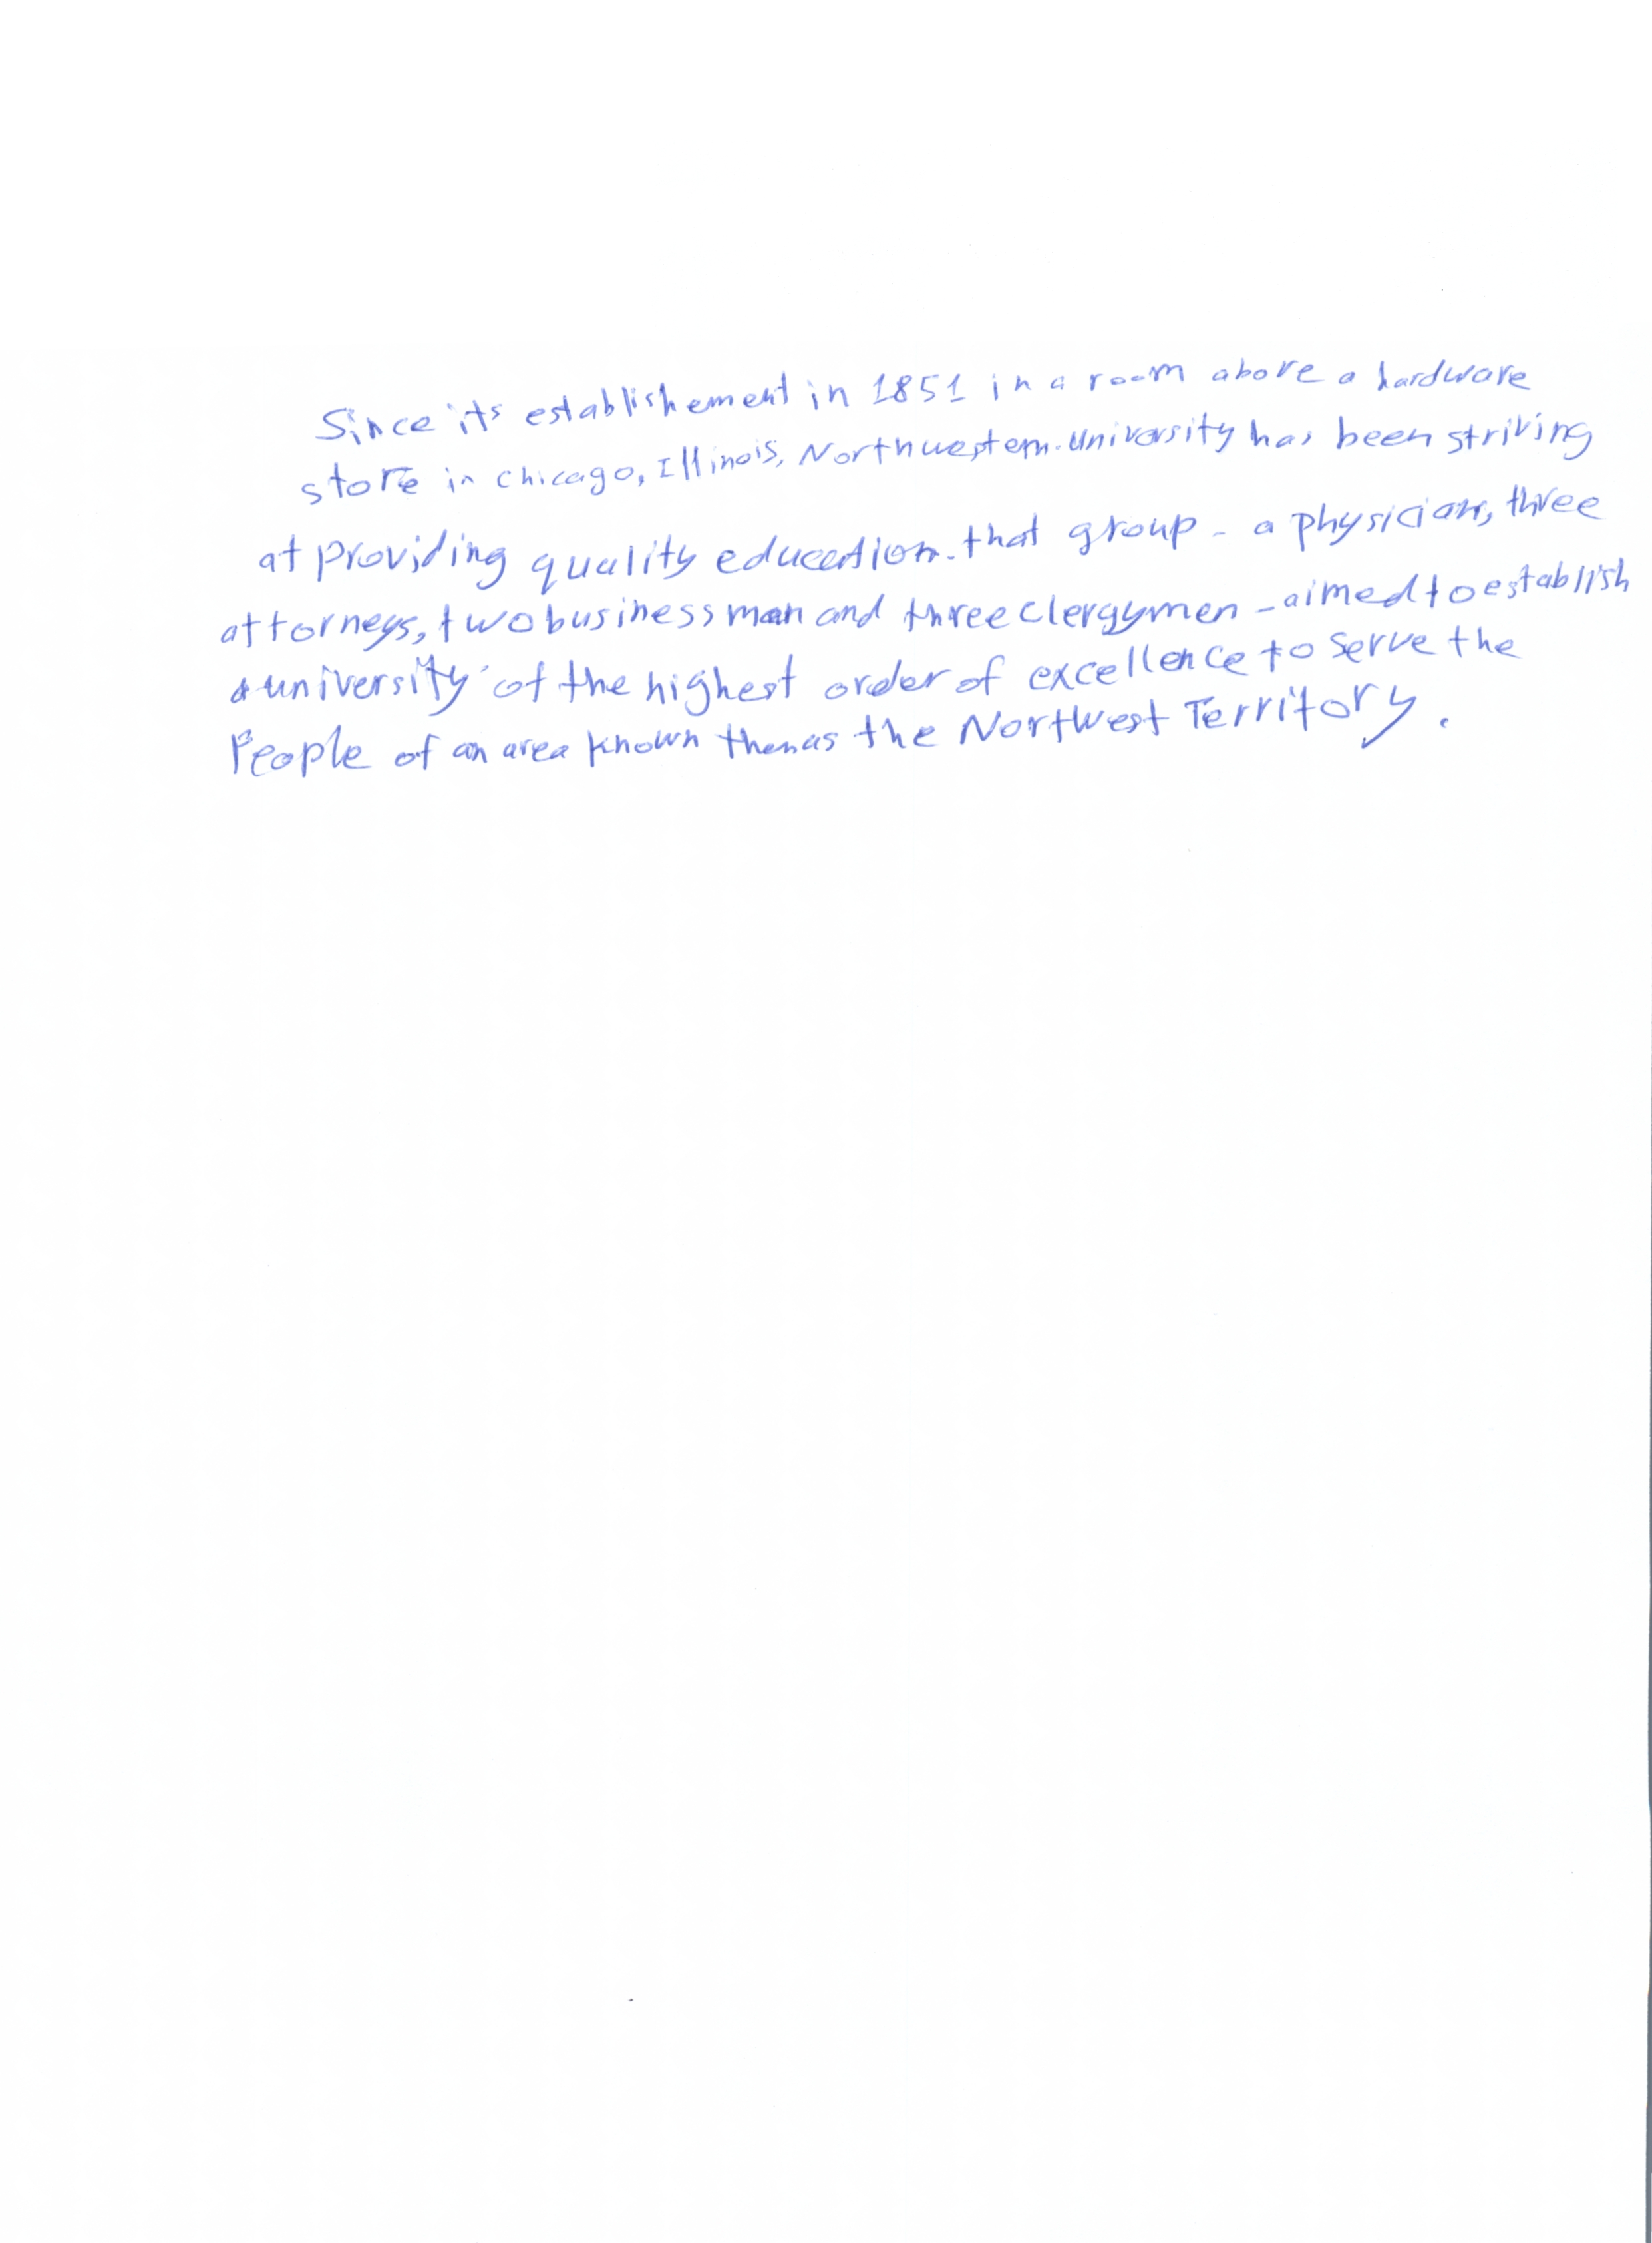 Since its establishement in 1851 in a room above a hardware
store in chicago, Illinois, Northwestern University has been striving
at providing quality education. that group - a physician, three
attorneys, two business men and three clergymen - aimed to establish
a university of the highest order of excellence to serve the
People of an area known then as the Nortwest Territory.